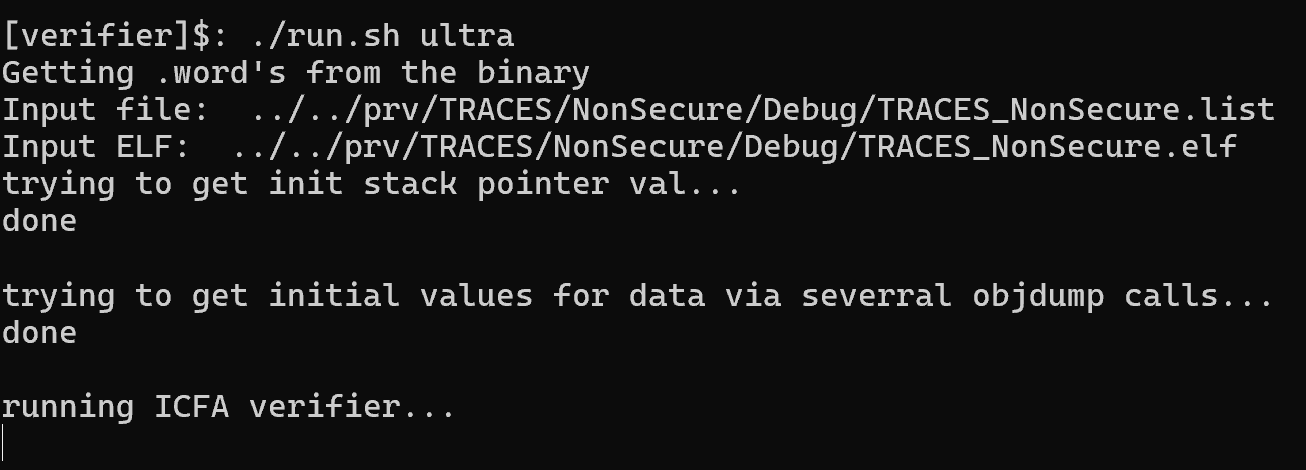 [verifier]$: ./run.sh ultra
Getting .word's from the binary
Input file:  ../../prv/TRACES/NonSecure/Debug/TRACES_NonSecure.list
Input ELF:  ../../prv/TRACES/NonSecure/Debug/TRACES_NonSecure.elf
trying to get init stack pointer val...
done
trying to get initial values for data via severral objdump calls...
done
running ICFA verifier...